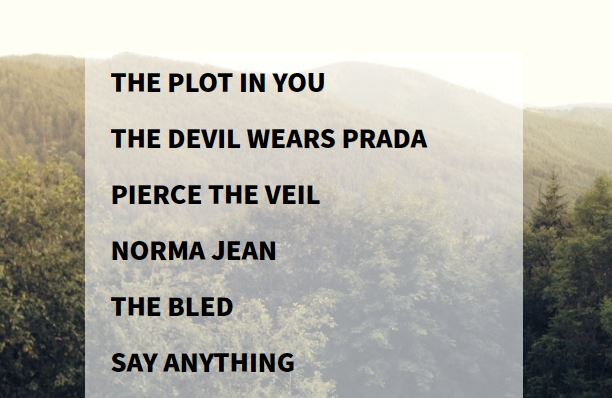 THE PLOT IN YOU
THE DEVIL WEARS PRADA
PIERCE THE VEIL
NORMA JEAN
THE BLED
SAY ANYTHING